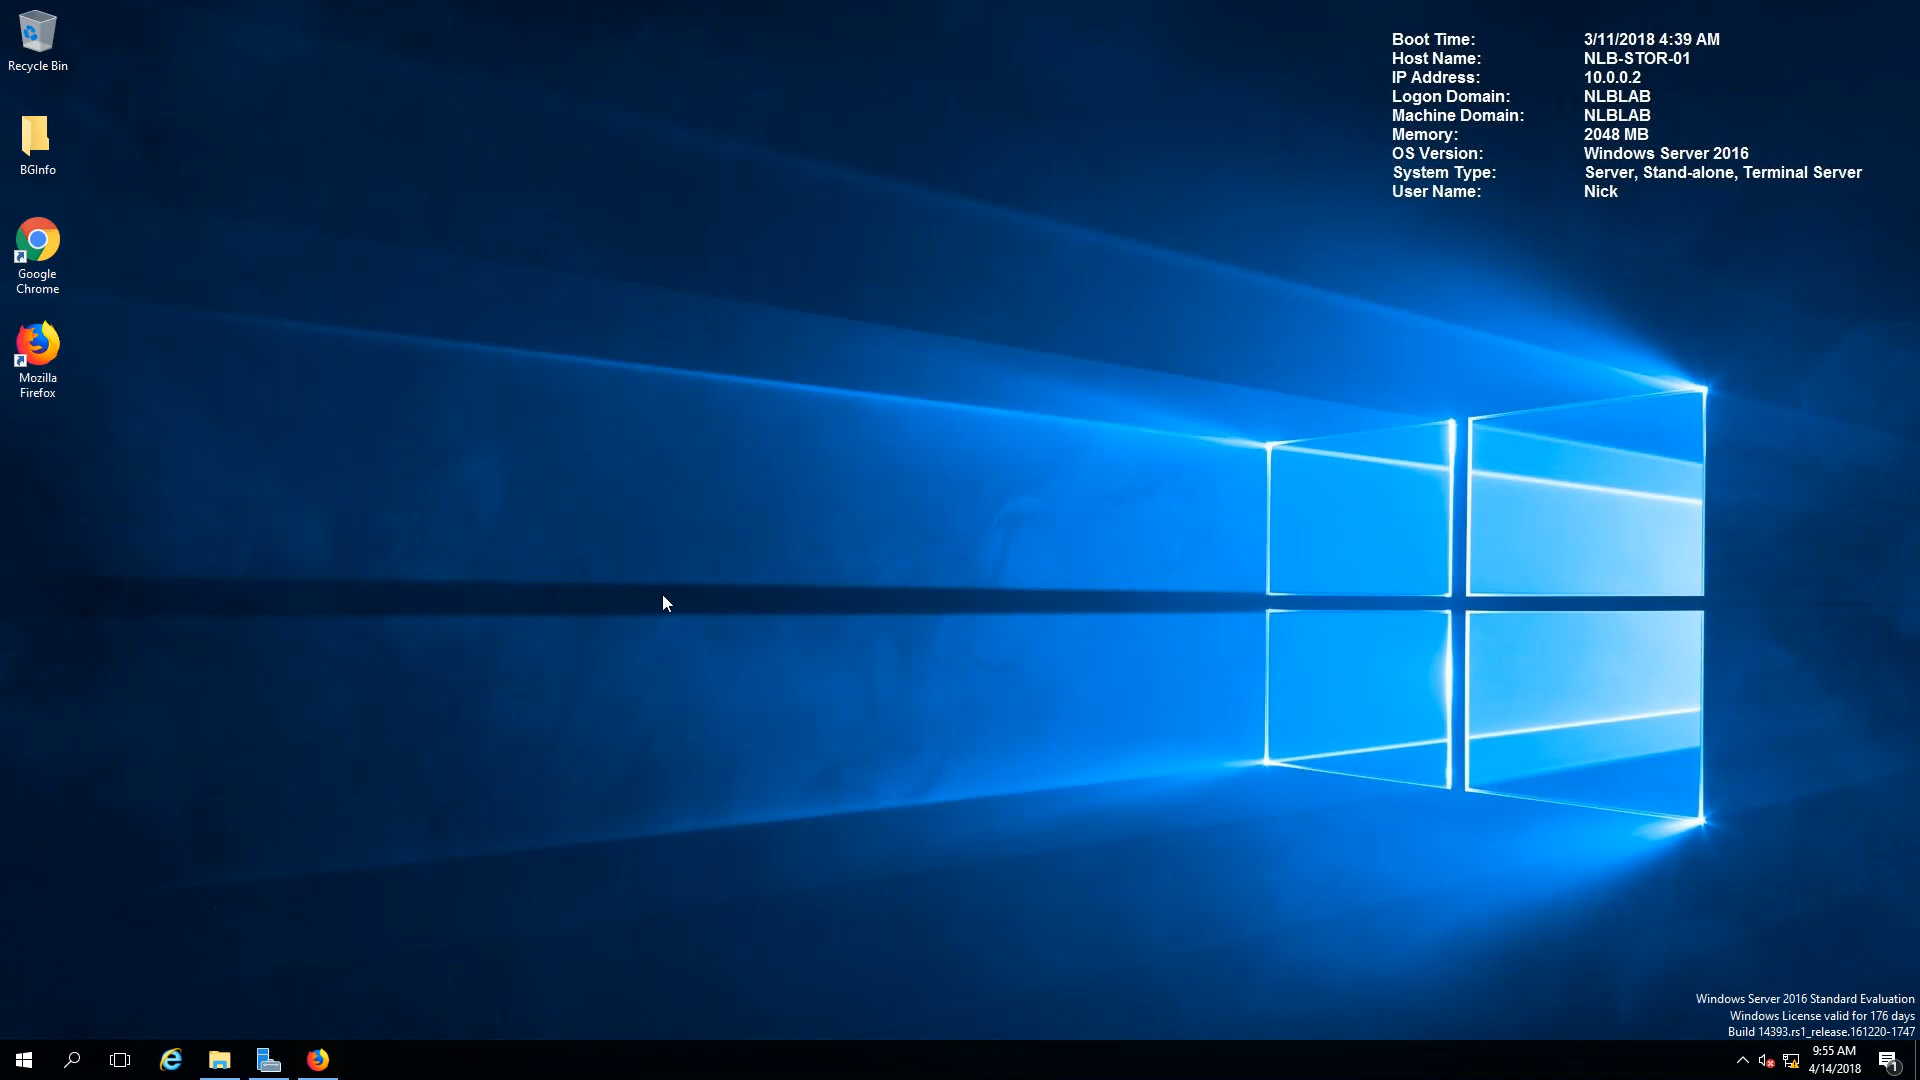 Recycle Bin
BGInfo
Google
Chrome
Mozilla
Firefox
Boot Time: 3/11/2018 4:39 AM
Host Name: NLB-STOR-01
IP Address: 10.0.0.2
Logon Domain: NLBLAB
Machine Domain: NLBLAB
Memory: 2048 MB
OS Version: Windows Server 2016
System Type: Server, Stand-alone, Terminal Server
User Name: Nick
Windows Server 2016 Standard Evaluation
Windows License valid for 176 days
Build 14393.rs1_release.161220-1747
9:55 AM
4/14/2018
1